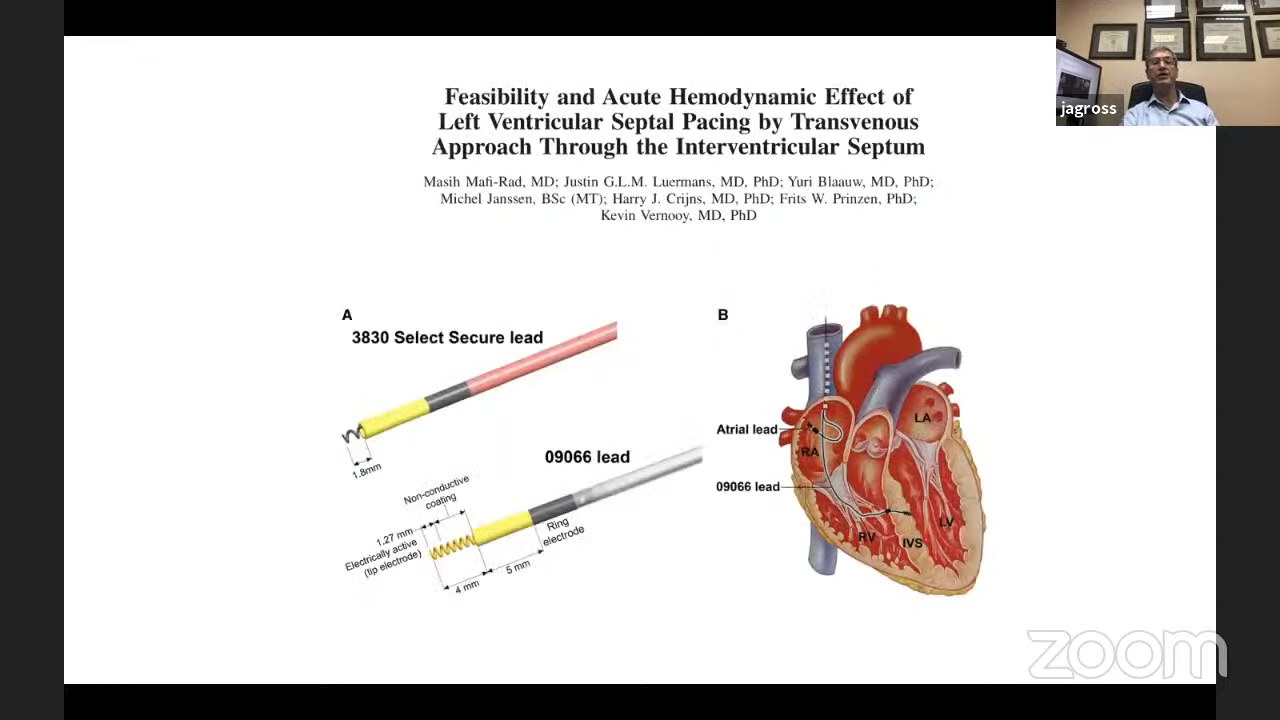 Feasibility and Acute Hemodynamic Effect of
Left Ventricular Septal Pacing by Transvenous
Approach Through the Interventricular Septum
Masih Mafi-Rad, MD; Justin G.L.M. Luermans, MD, PhD; Yuri Blaauw, MD, PhD;
Michel Janssen, BSc (MT); Harry J. Crijns, MD, PhD; Frits W. Prinzen, PhD;
Kevin Vernooy, MD, PhD
jagross
A
3830 Select Secure lead
1.8mm
09066 lead
Non-conductive
coating
1.27 mm
Electrically active
(tip electrode)
Ring
electrode
4 mm
5 mm
B
Atrial lead
RA
LA
09066 lead
RV
IVS
LV
zoom